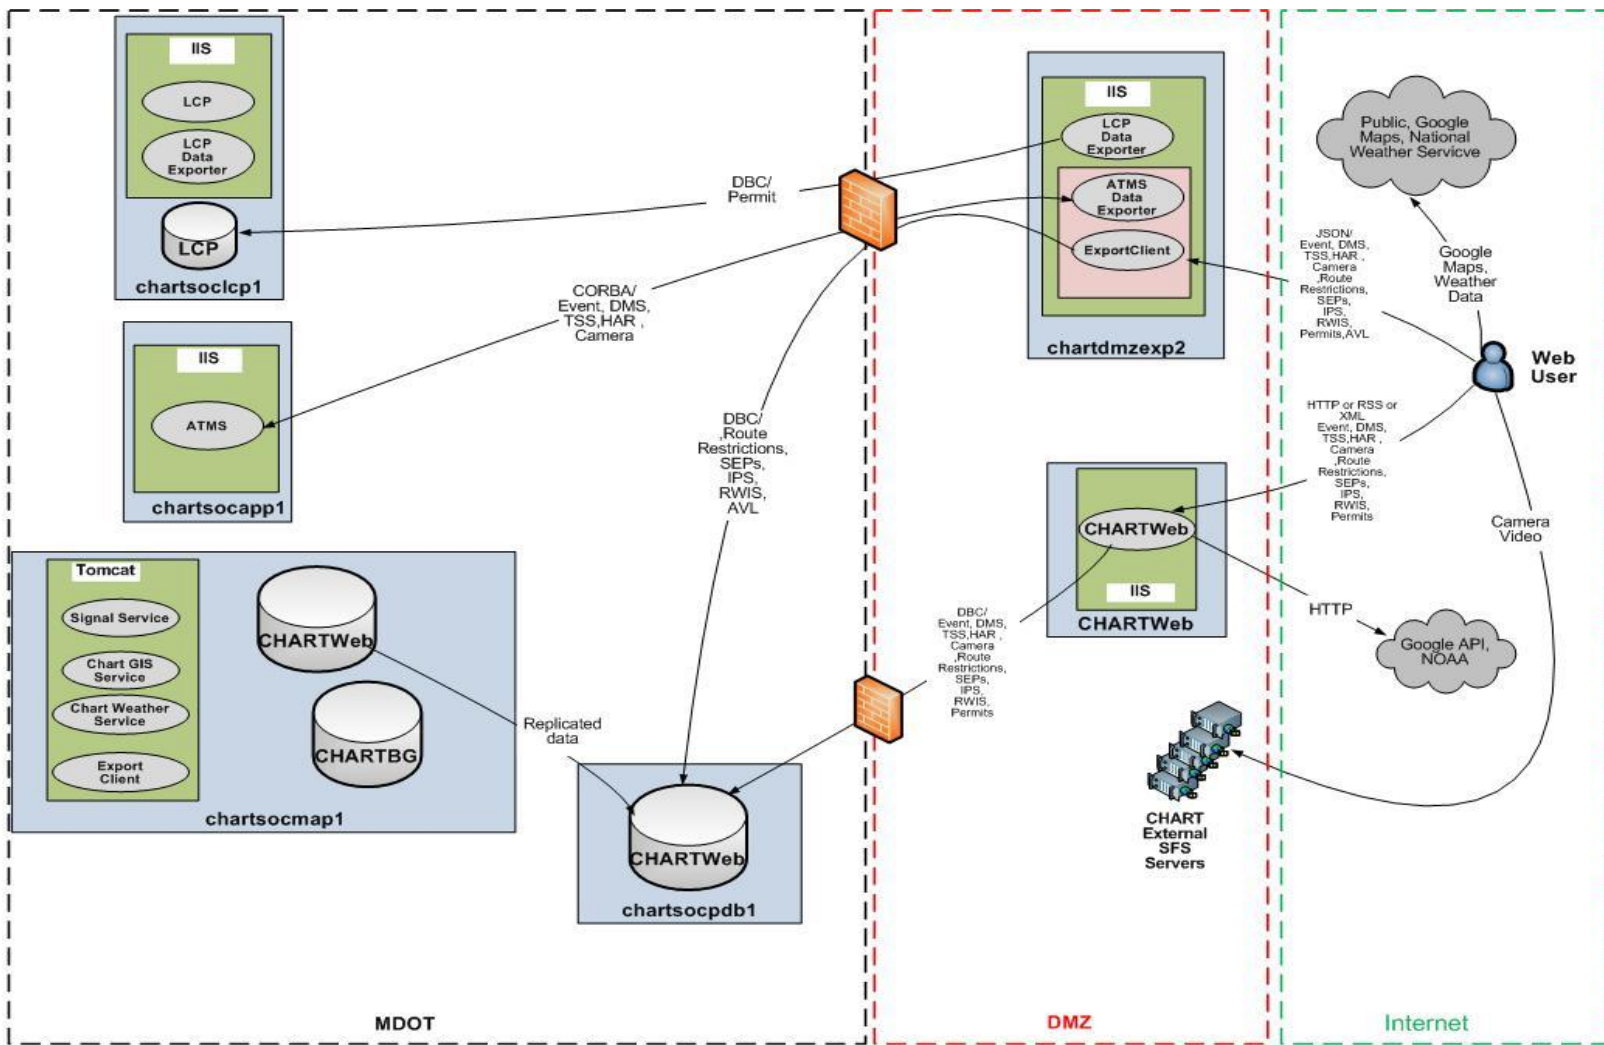 IIS
LCP
LCP
Data
Exporter
LCP
chartsoclcp1
IIS
ATMS
chartsocapp1
Tomcat
Signal Service
Chart GIS
Service
Chart Weather
Service
Export
Client
CHARTWeb
CHARTBG
chartsocmap1
Replicated
data
CHARTWeb
chartsocpdb1
DBC/
Permit
CORBA/
Event, DMS,
TSS,HAR ,
Camera
DBC/
,Route
Restrictions,
SEPs,
IPS,
RWIS,
AVL
MDOT
IIS
LCP
Data
Exporter
ATMS
Data
Exporter
ExportClient
chartdmzexp2
CHARTWeb
IIS
CHARTWeb
DBC/
Event, DMS,
TSS,HAR ,
Camera
,Route
Restrictions,
SEPs,
IPS,
RWIS,
Permits
CHART
External
SFS
Servers
DMZ
Public, Google
Maps, National
Weather Servicve
Google
Maps,
Weather
Data
JSON/
Event, DMS,
TSS,HAR ,
Camera
,Route
Restrictions,
SEPs,
IPS,
RWIS,
Permits,AVL
Web
User
HTTP or RSS or
XML
Event, DMS,
TSS,HAR ,
Camera
,Route
Restrictions,
SEPs,
IPS,
RWIS,
Permits
Camera
Video
HTTP
Google API,
NOAA
Internet